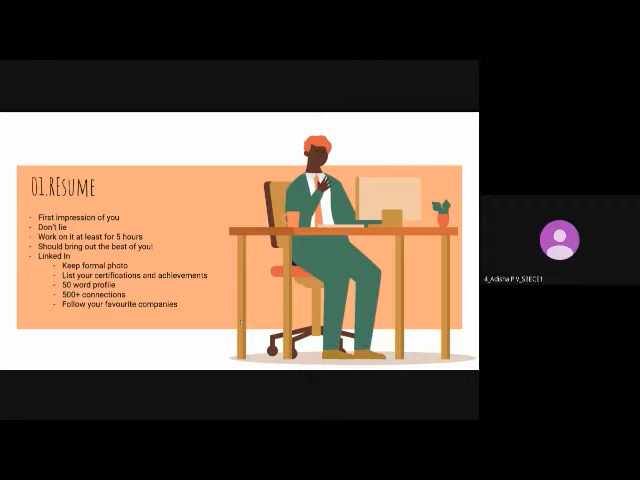 01.Resume
- First impression of you
- Don't lie
- Work on it at least for 5 hours
- Should bring out the best of you!
- Linked In
- Keep formal photo
- List your certifications and achievements
- 50 word profile
- 500+ connections
- Follow your favourite companies
4_Adisha P V_S3ECE1